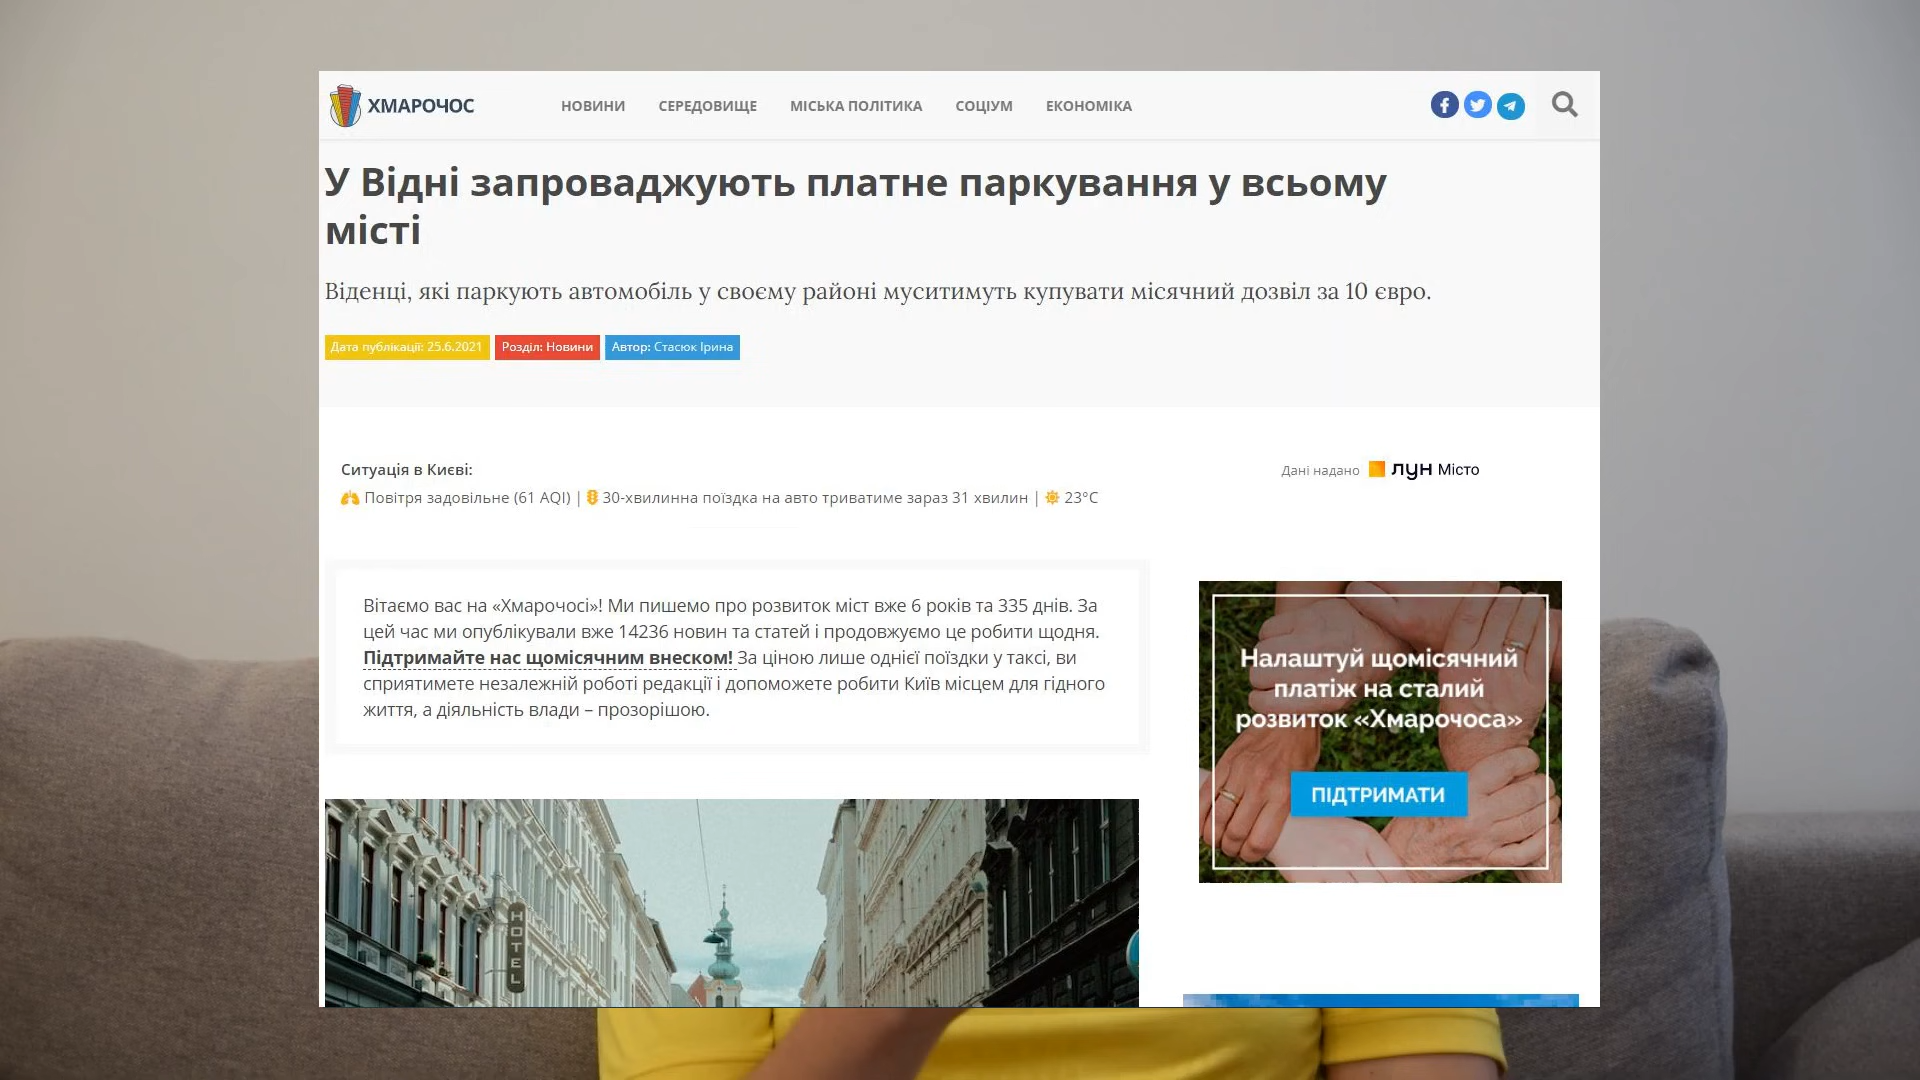 ХМАРОЧОС
НОВИНИ
СЕРЕДОВИЩЕ
МІСЬКА ПОЛІТИКА
СОЦІУМ
ЕКОНОМІКА
У Відні запроваджують платне паркування у всьому
місті
Віденці, які паркують автомобіль у своєму районі муситимуть купувати місячний дозвіл за 10 євро.
Дата публікації: 25.6.2021
Розділ: Новини
Автор: Стасюк Ірина
Ситуація в Києві:
Повітря задовільне (61 AQI) | 30-хвилинна поїздка на авто триватиме зараз 31 хвилин | 23°C
Дані надано ЛУН Місто
Вітаємо вас на «Хмарочосі»! Ми пишемо про розвиток міст вже 6 років та 335 днів. За
цей час ми опублікували вже 14236 новин та статей і продовжуємо це робити щодня.
Підтримайте нас щомісячним внеском! За ціною лише однієї поїздки у таксі, ви
сприятимете незалежній роботі редакції і допоможете робити Київ місцем для гідного
життя, а діяльність влади – прозорішою.
Налаштуй щомісячний
платіж на сталий
розвиток «Хмарочоса»
ПІДТРИМАТИ
HOTEL